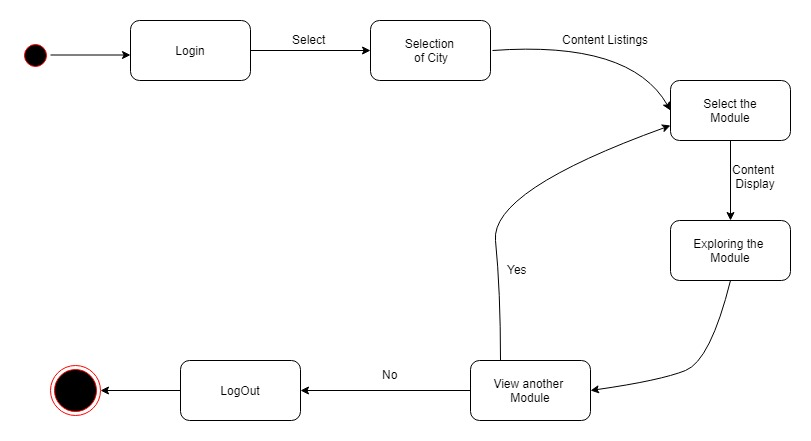 Login
Select
Selection
of City
Content Listings
Select the
Module
Content
Display
Exploring the
Module
Yes
View another
Module
No
LogOut